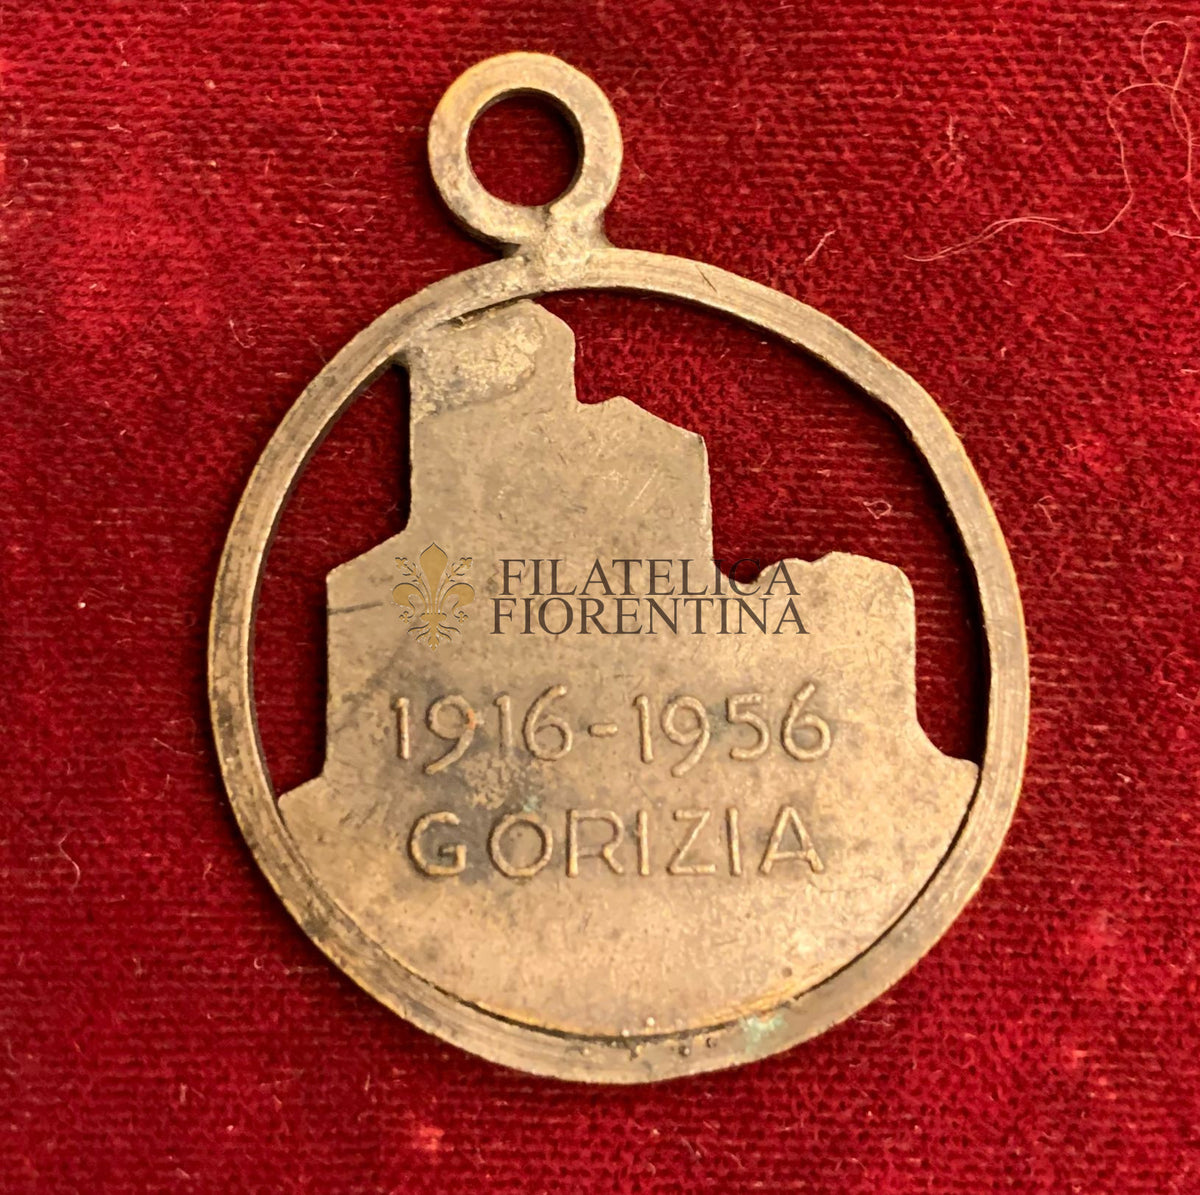 FILATELICA
FIORENTINA
1916-1956
GORIZIA